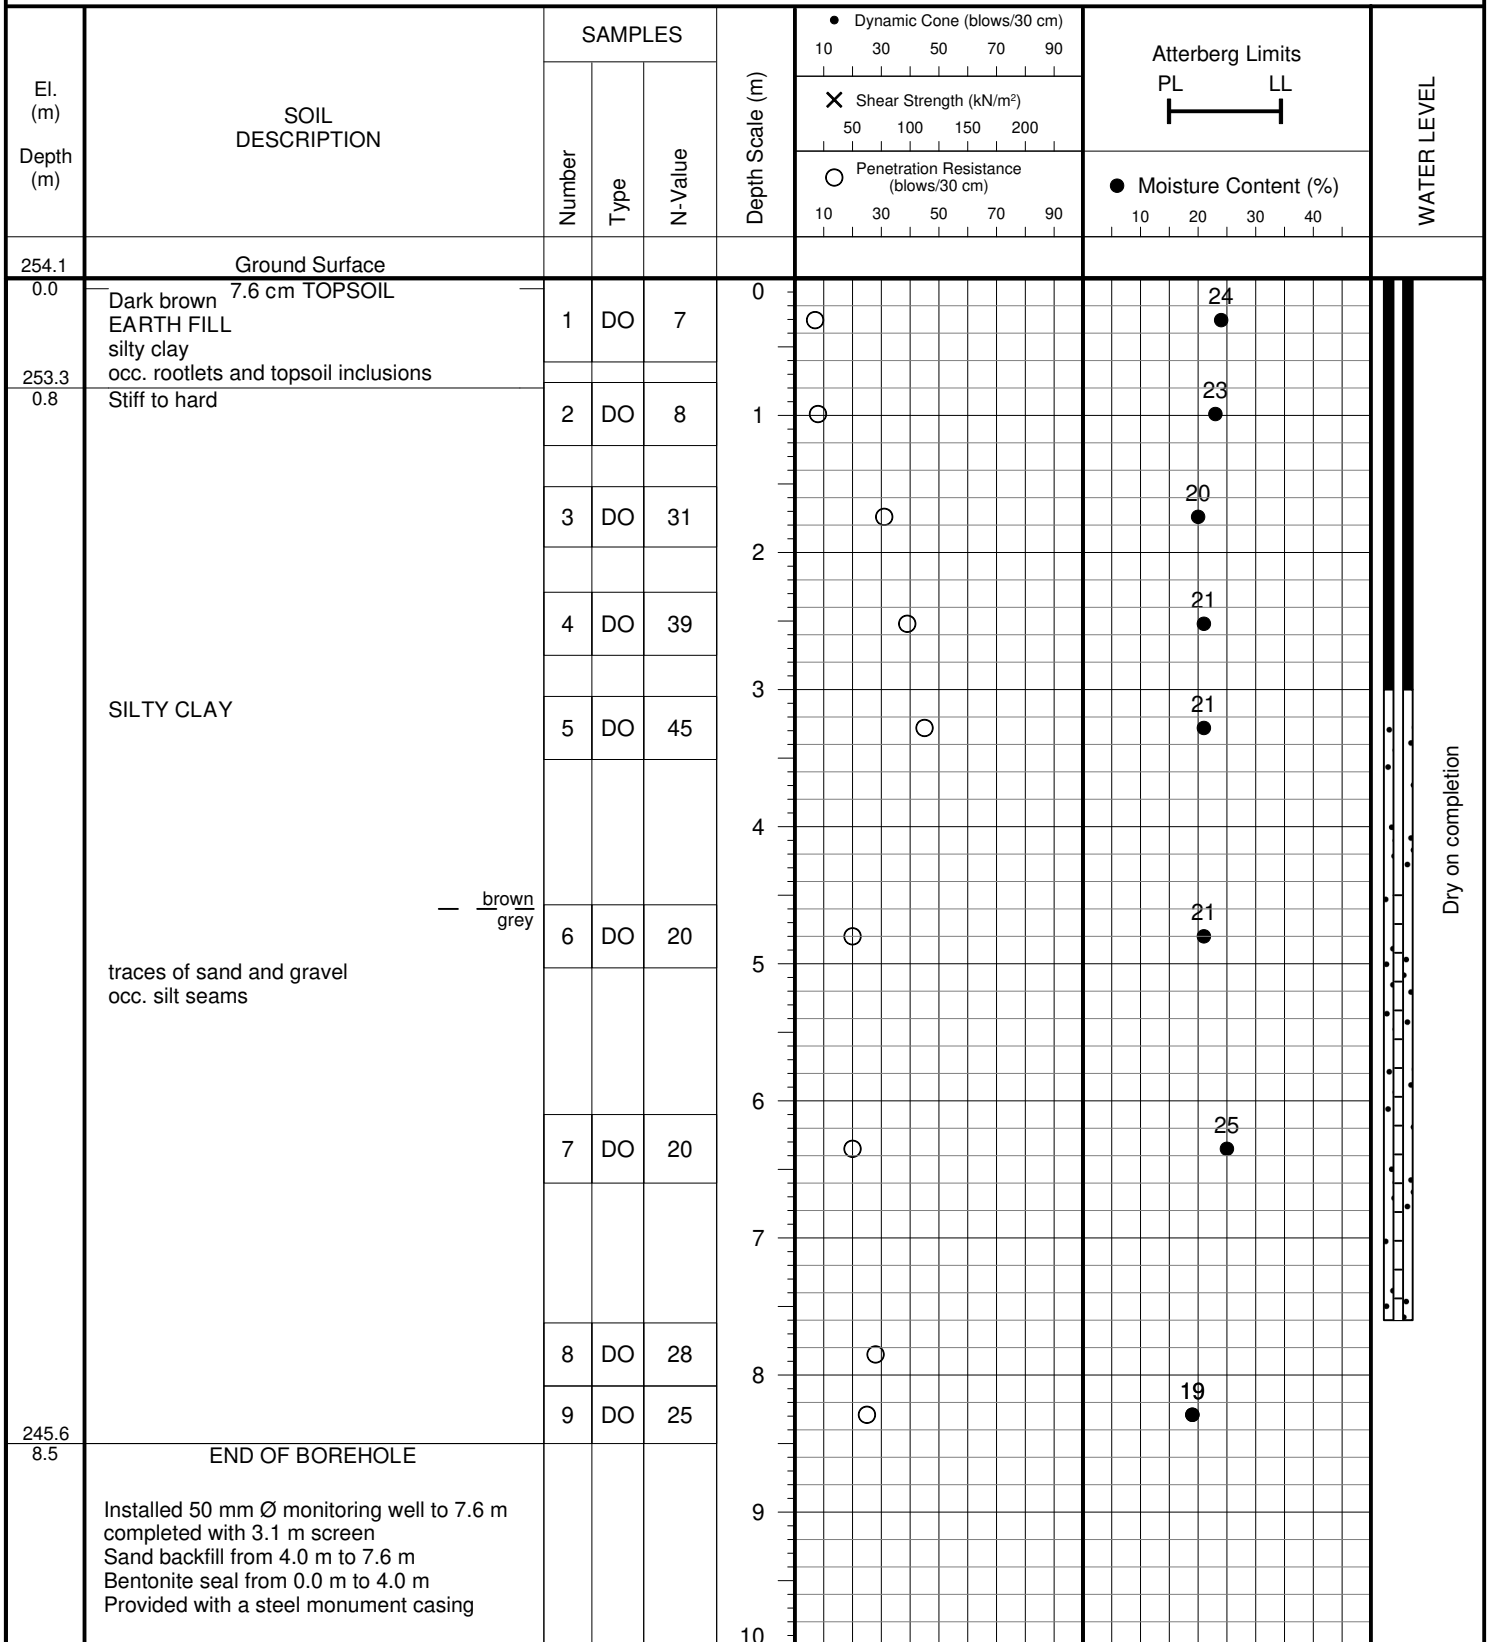 El.
(m)
Depth
(m)
SOIL
DESCRIPTION
SAMPLES
Number
Type
N-Value
Depth Scale (m)
Dynamic Cone (blows/30 cm)
10 30 50 70 90
Shear Strength (kN/m²)
50 100 150 200
Penetration Resistance
(blows/30 cm)
10 30 50 70 90
Atterberg Limits
PL LL
Moisture Content (%)
10 20 30 40
WATER LEVEL
254.1 Ground Surface
0.0 7.6 cm TOPSOIL 0
Dark brown 24
EARTH FILL 1 DO 7
silty clay
occ. rootlets and topsoil inclusions
253.3
0.8 Stiff to hard 23
2 DO 8 1
20
3 DO 31
2
21
4 DO 39
3
SILTY CLAY 21
5 DO 45
4
Dry on completion
brown
grey
21
6 DO 20
5
traces of sand and gravel
occ. silt seams
6
25
7 DO 20
7
8 DO 28
8
19
9 DO 25
245.6
8.5 END OF BOREHOLE
Installed 50 mm Ø monitoring well to 7.6 m 9
completed with 3.1 m screen
Sand backfill from 4.0 m to 7.6 m
Bentonite seal from 0.0 m to 4.0 m
Provided with a steel monument casing
10